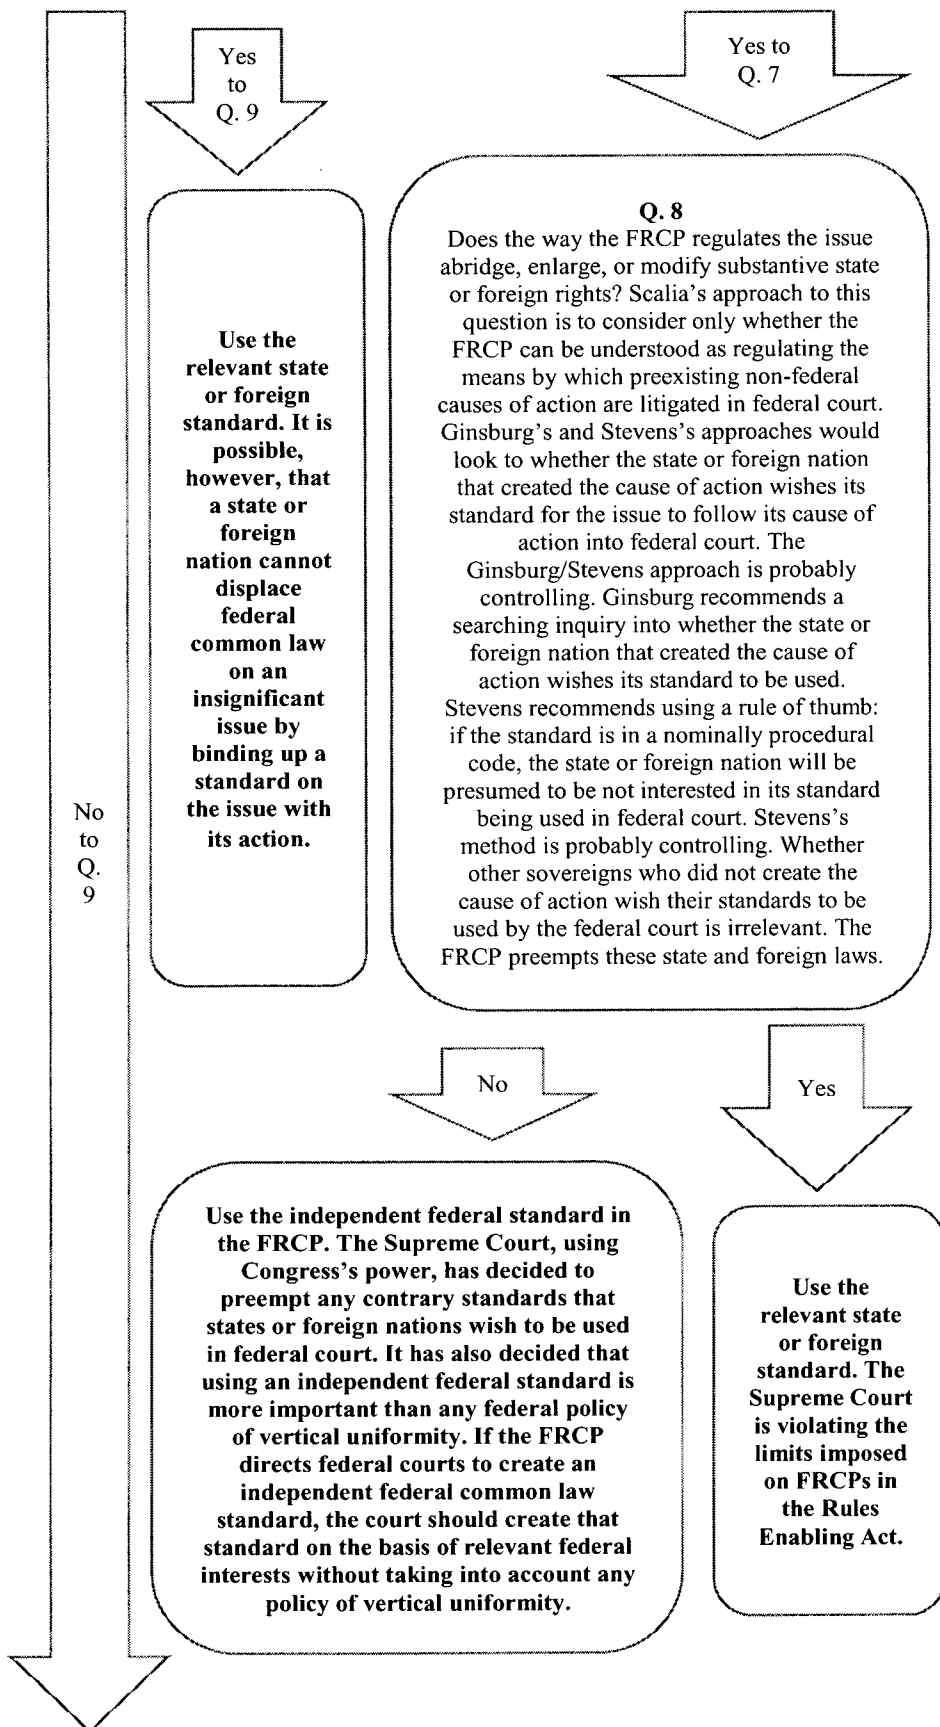 Yes
to
Q. 9
Yes to
Q. 7
Use the
relevant state
or foreign
standard. It is
possible,
however, that
a state or
foreign
nation cannot
displace
federal
common law
on an
insignificant
issue by
binding up a
standard on
the issue with
its action.
Q. 8
Does the way the FRCP regulates the issue
abridge, enlarge, or modify substantive state
or foreign rights? Scalia’s approach to this
question is to consider only whether the
FRCP can be understood as regulating the
means by which preexisting non-federal
causes of action are litigated in federal court.
Ginsburg’s and Stevens’s approaches would
look to whether the state or foreign nation
that created the cause of action wishes its
standard for the issue to follow its cause of
action into federal court. The
Ginsburg/Stevens approach is probably
controlling. Ginsburg recommends a
searching inquiry into whether the state or
foreign nation that created the cause of
action wishes its standard to be used.
Stevens recommends using a rule of thumb:
if the standard is in a nominally procedural
code, the state or foreign nation will be
presumed to be not interested in its standard
being used in federal court. Stevens’s
method is probably controlling. Whether
other sovereigns who did not create the
cause of action wish their standards to be
used by the federal court is irrelevant. The
FRCP preempts these state and foreign laws.
No
to
Q.
9
No
Yes
Use the independent federal standard in
the FRCP. The Supreme Court, using
Congress’s power, has decided to
preempt any contrary standards that
states or foreign nations wish to be used
in federal court. It has also decided that
using an independent federal standard is
more important than any federal policy
of vertical uniformity. If the FRCP
directs federal courts to create an
independent federal common law
standard, the court should create that
standard on the basis of relevant federal
interests without taking into account any
policy of vertical uniformity.
Use the
relevant state
or foreign
standard. The
Supreme Court
is violating the
limits imposed
on FRCPs in
the Rules
Enabling Act.